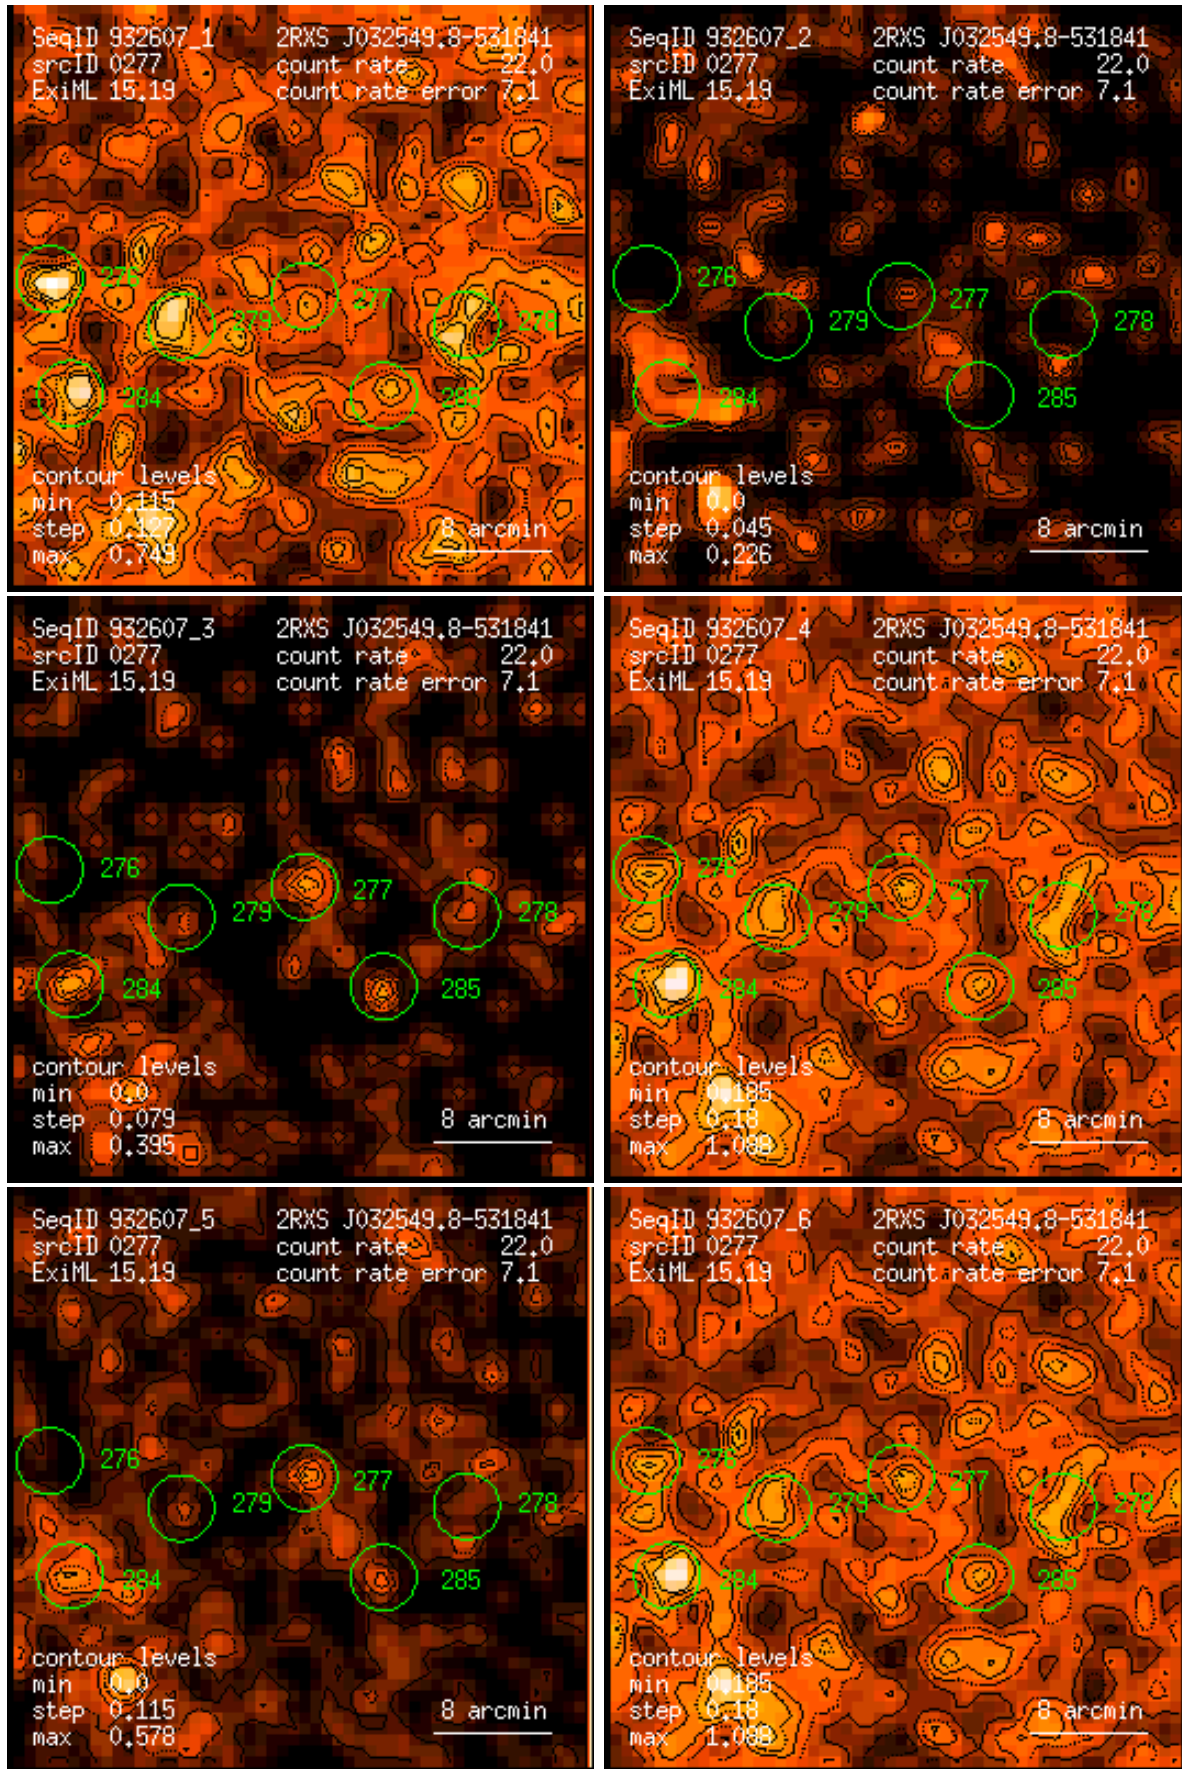 SeqID 932607_1 2RXS J032549.8-531841
srcID 0277 count rate 22.0
ExiML 15.19 count rate error 7.1
276
277
279
278
284
285
contour levels
min 0.115
step 0.127
max 0.749
8 arcmin
SeqID 932607_2 2RXS J032549.8-531841
srcID 0277 count rate 22.0
ExiML 15.19 count rate error 7.1
276
277
279
278
284
285
contour levels
min 0.0
step 0.045
max 0.226
8 arcmin
SeqID 932607_3 2RXS J032549.8-531841
srcID 0277 count rate 22.0
ExiML 15.19 count rate error 7.1
276
277
279
278
284
285
contour levels
min 0.0
step 0.079
max 0.395
8 arcmin
SeqID 932607_4 2RXS J032549.8-531841
srcID 0277 count rate 22.0
ExiML 15.19 count rate error 7.1
276
277
279
278
284
285
contour levels
min 0.185
step 0.18
max 1.088
8 arcmin
SeqID 932607_5 2RXS J032549.8-531841
srcID 0277 count rate 22.0
ExiML 15.19 count rate error 7.1
276
277
279
278
284
285
contour levels
min 0.0
step 0.115
max 0.578
8 arcmin
SeqID 932607_6 2RXS J032549.8-531841
srcID 0277 count rate 22.0
ExiML 15.19 count rate error 7.1
276
277
279
278
284
285
contour levels
min 0.185
step 0.18
max 1.088
8 arcmin